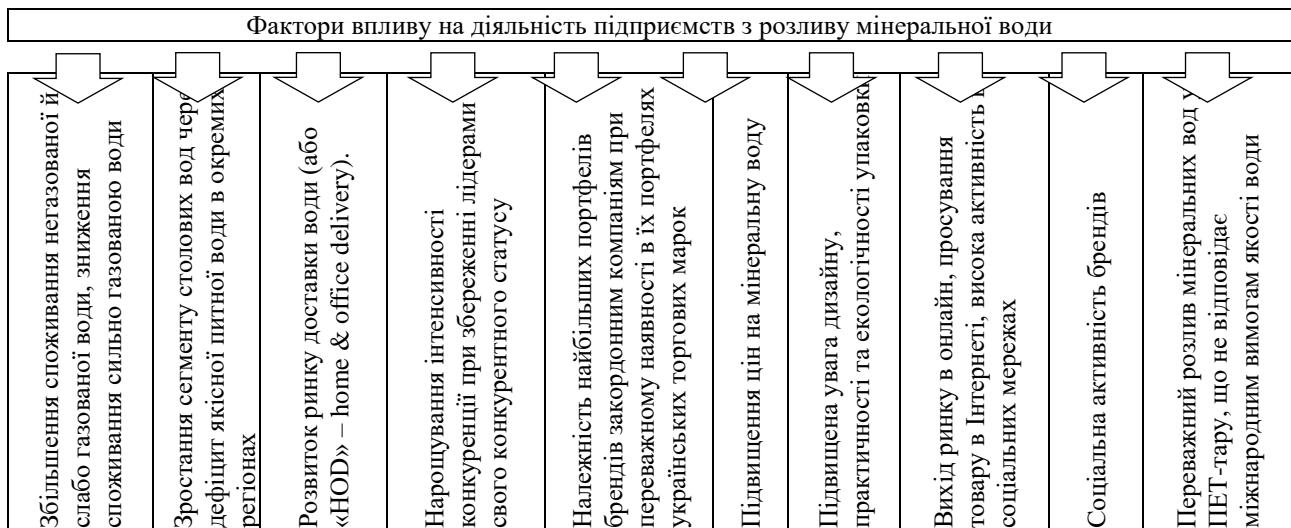 Фактори впливу на діяльність підприємств з розливу мінеральної води
Збільшення споживання негазованої й
слабо газованої води, зниження
споживання сильно газованою води
Зростання сегменту столових вод чере
дефіцит якісної питної води в окремих
регіонах
Розвиток ринку доставки води (або
«HOD» – home & office delivery).
Нарощування інтенсивності
конкуренції при збереженні лідерами
свого конкурентного статусу
Належність найбільших портфелів
брендів закордонним компаніям при
переважному наявності в їх портфелях
українських торгових марок
Підвищення цін на мінеральну воду
Підвищена увага дизайну,
практичності та екологічності упаковки
Вихід ринку в онлайн, просування
товару в Інтернеті, висока активність в
соціальних мережах
Соціальна активність брендів
Переважний розлив мінеральних вод у
ПЕТ-тару, що не відповідає
міжнародним вимогам якості води